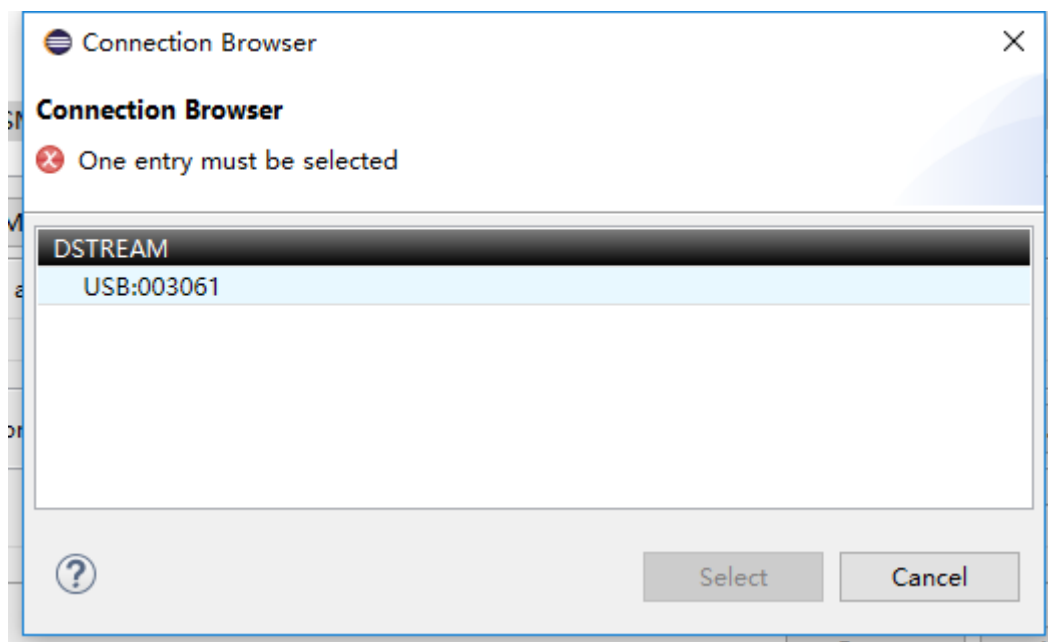 Connection Browser
Connection Browser
One entry must be selected
DSTREAM
USB:003061
Select
Cancel